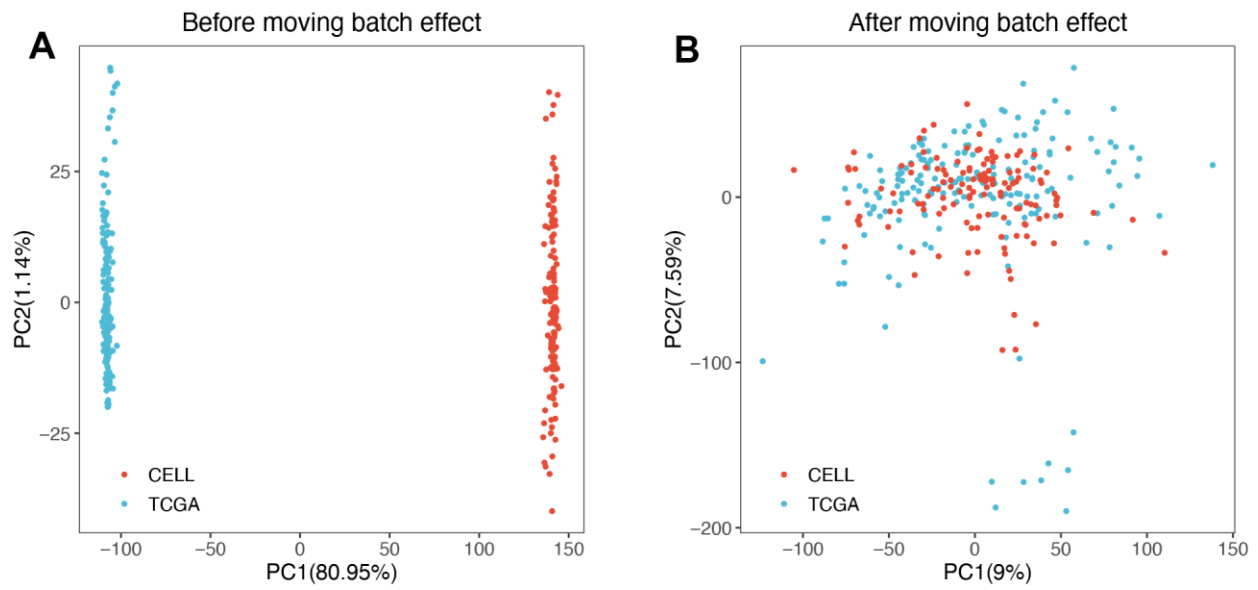 A
Before moving batch effect
PC2(1.14%)
25
0
−25
CELL
TCGA
−100
−50
0
50
100
150
PC1(80.95%)
B
After moving batch effect
PC2(7.59%)
0
−100
−200
CELL
TCGA
−100
−50
0
50
100
150
PC1(9%)